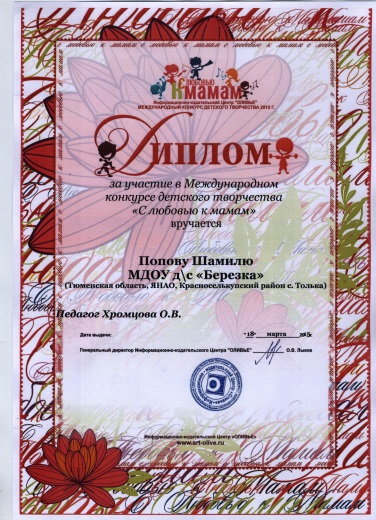 С ЛЮБОВЬЮ
К МАМАМ
Информационно-издательский Центр "ОЛИВЬЕ"
МЕЖДУНАРОДНЫЙ КОНКУРС ДЕТСКОГО ТВОРЧЕСТВА
Диплом
за участие в Международном
конкурсе детского творчества
«С любовью к мамам»
вручается
Попову Шамилю
МДОУ д\с «Березка»
(Тюменская область, ЯНАО, Красноселькупский район с. Толька)
Педагог Хромцова О.В.
Дата выдачи: «18» марта
Генеральный директор Информационно-издательского Центра "ОЛИВЬЕ" О.В. Лыков
Информационно-издательский Центр «ОЛИВЬЕ»
www.art-olive.ru